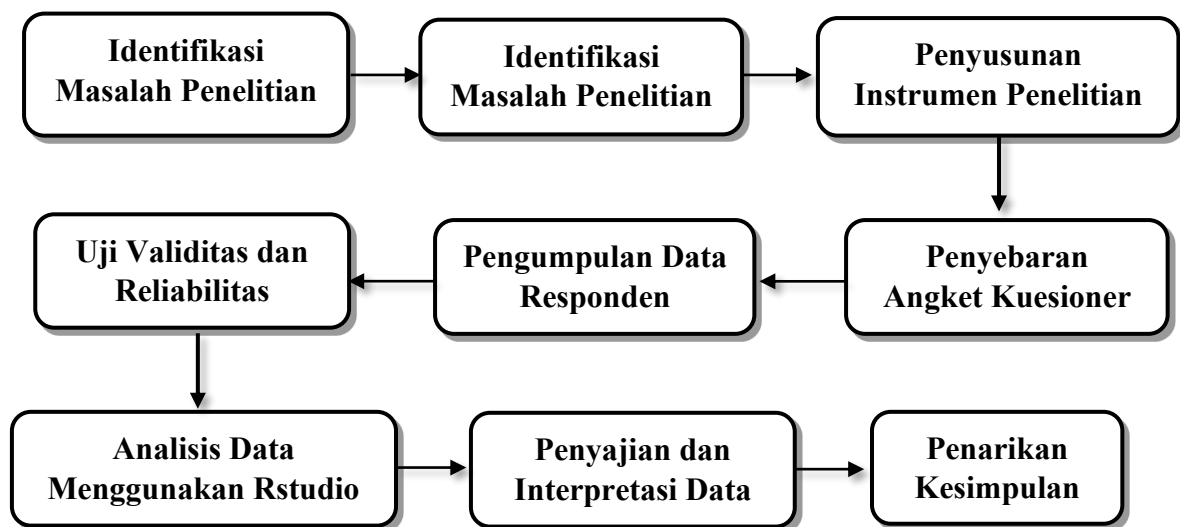 Identifikasi
Masalah Penelitian
Identifikasi
Masalah Penelitian
Penyusunan
Instrumen Penelitian
Penyebaran
Angket Kuesioner
Pengumpulan Data
Responden
Uji Validitas dan
Reliabilitas
Analisis Data
Menggunakan Rstudio
Penyajian dan
Interpretasi Data
Penarikan
Kesimpulan